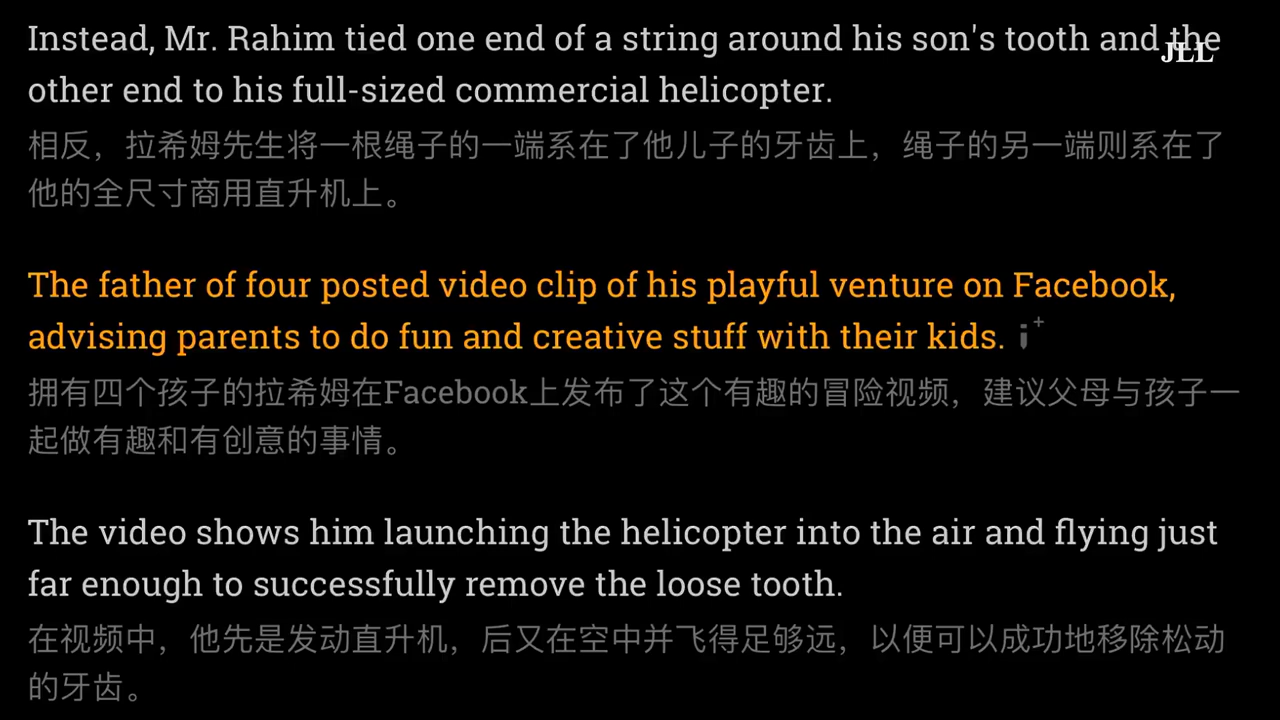 Instead, Mr. Rahim tied one end of a string around his son's tooth and the
JLL
other end to his full-sized commercial helicopter.
相反，拉希姆先生将一根绳子的一端系在了他儿子的牙齿上，绳子的另一端则系在了
他的全尺寸商用直升机上。
The father of four posted video clip of his playful venture on Facebook,
advising parents to do fun and creative stuff with their kids.
拥有四个孩子的拉希姆在Facebook上发布了这个有趣的冒险视频，建议父母与孩子一
起做有趣和有创意的事情。
The video shows him launching the helicopter into the air and flying just
far enough to successfully remove the loose tooth.
在视频中，他先是发动直升机，后又在空中并飞得足够远，以便可以成功地移除松动
的牙齿。